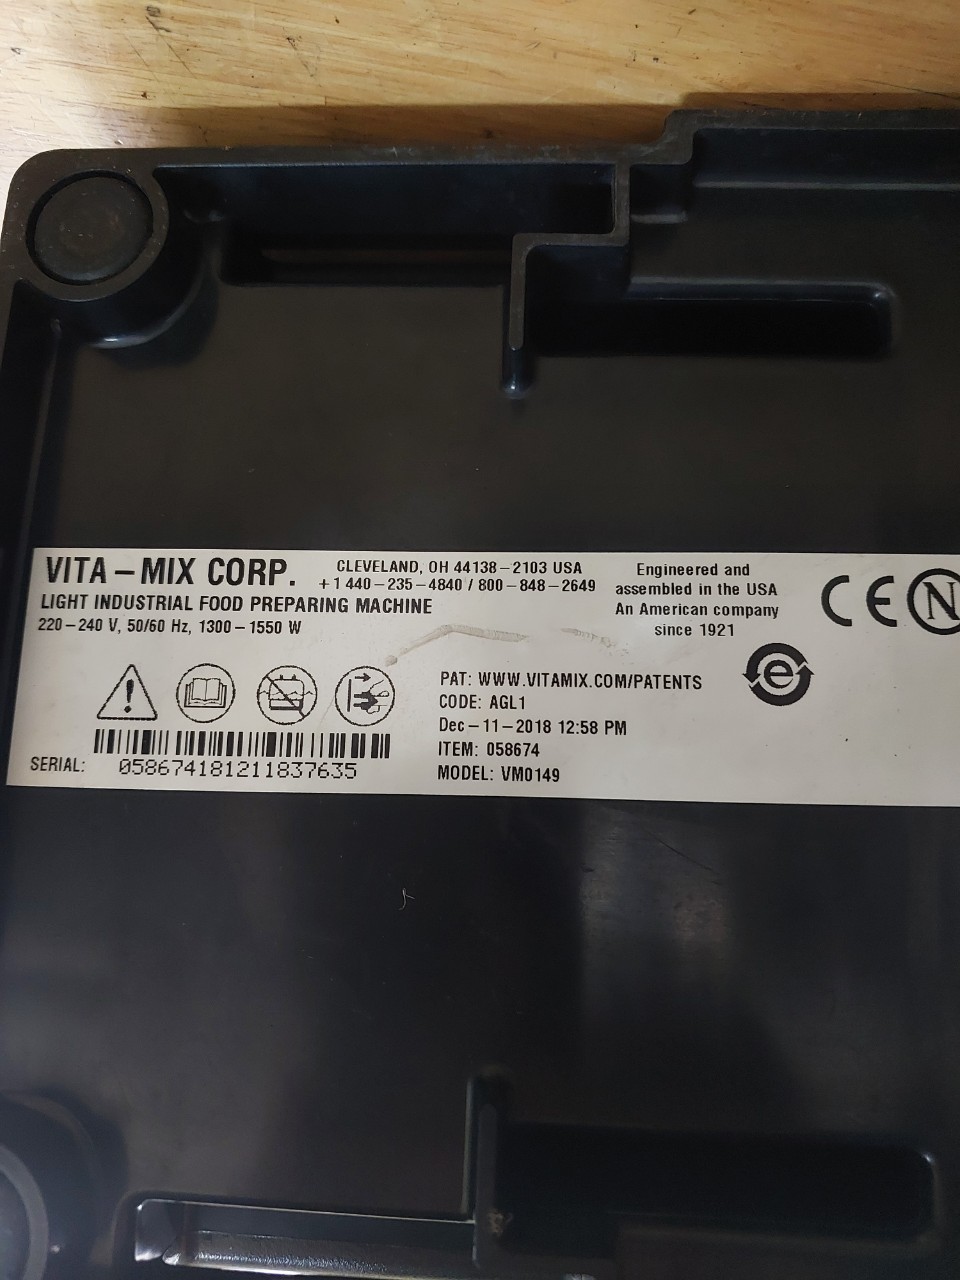 VITA – MIX CORP.
CLEVELAND, OH 44138 – 2103 USA
+ 1 440 – 235 – 4840 / 800 – 848 – 2649
LIGHT INDUSTRIAL FOOD PREPARING MACHINE
220 – 240 V, 50/60 Hz, 1300 – 1550 W
Engineered and
assembled in the USA
An American company
since 1921
CE N
e
PAT: WWW.VITAMIX.COM/PATENTS
CODE: AGL1
Dec – 11 – 2018 12:58 PM
ITEM: 058674
MODEL: VM0149
SERIAL: 058674181211837635